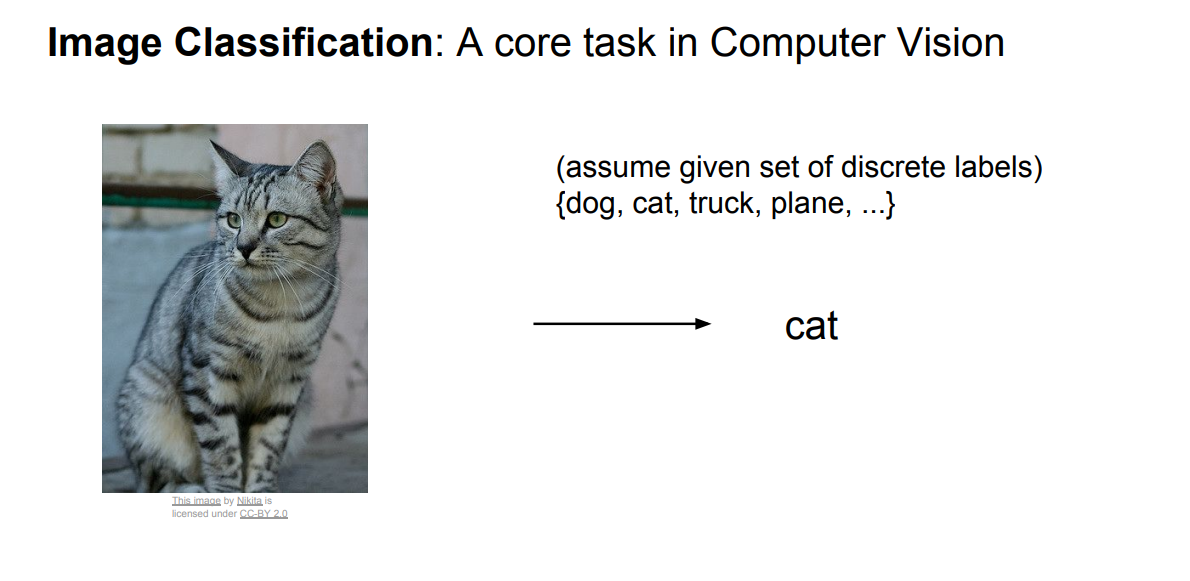 Image Classification: A core task in Computer Vision
(assume given set of discrete labels)
{dog, cat, truck, plane, ...}
cat
This image by Nikita is
licensed under CC-BY 2.0